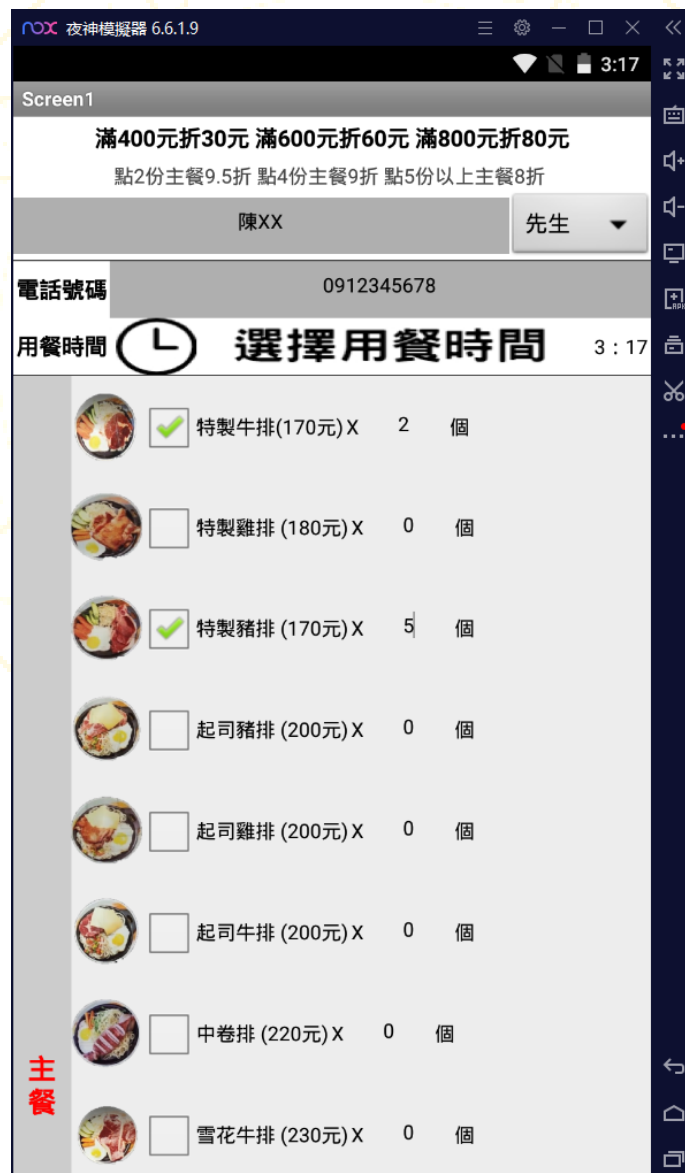 nox 夜神模擬器 6.6.1.9
3:17
Screen1
滿400元折30元 滿600元折60元 滿800元折80元
點2份主餐9.5折 點4份主餐9折 點5份以上主餐8折
陳XX 先生
電話號碼 0912345678
用餐時間 選擇用餐時間 3 : 17
特製牛排(170元) X 2 個
特製雞排 (180元) X 0 個
特製豬排 (170元) X 5 個
起司豬排 (200元) X 0 個
起司雞排 (200元) X 0 個
起司牛排 (200元) X 0 個
中卷排 (220元) X 0 個
主餐
雪花牛排 (230元) X 0 個